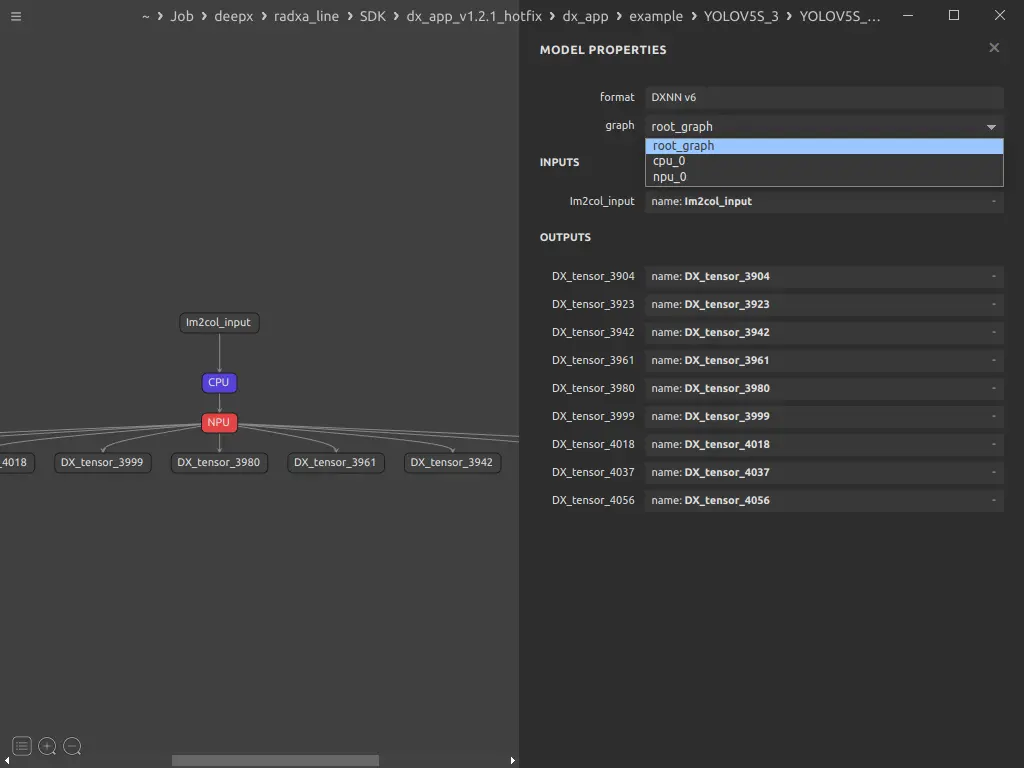 ~ › Job › deepx › radxa_line › SDK › dx_app_v1.2.1_hotfix › dx_app › example › YOLOV5S_3 › YOLOV5S_...
MODEL PROPERTIES
format DXNN v6
graph root_graph
root_graph
cpu_0
npu_0
INPUTS
Im2col_input name: Im2col_input -
OUTPUTS
DX_tensor_3904 name: DX_tensor_3904 -
DX_tensor_3923 name: DX_tensor_3923 -
DX_tensor_3942 name: DX_tensor_3942 -
DX_tensor_3961 name: DX_tensor_3961 -
DX_tensor_3980 name: DX_tensor_3980 -
DX_tensor_3999 name: DX_tensor_3999 -
DX_tensor_4018 name: DX_tensor_4018 -
DX_tensor_4037 name: DX_tensor_4037 -
DX_tensor_4056 name: DX_tensor_4056 -
Im2col_input
CPU
NPU
_4018 DX_tensor_3999 DX_tensor_3980 DX_tensor_3961 DX_tensor_3942